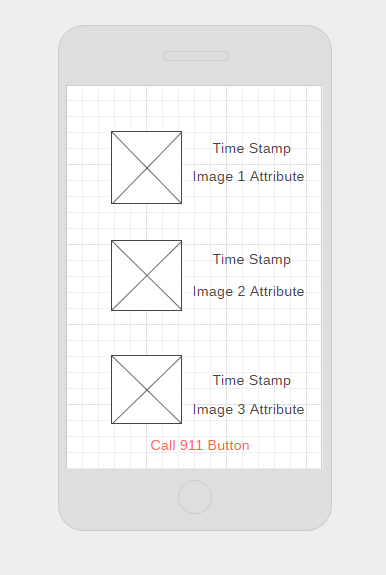 Time Stamp
Image 1 Attribute
Time Stamp
Image 2 Attribute
Time Stamp
Image 3 Attribute
Call 911 Button